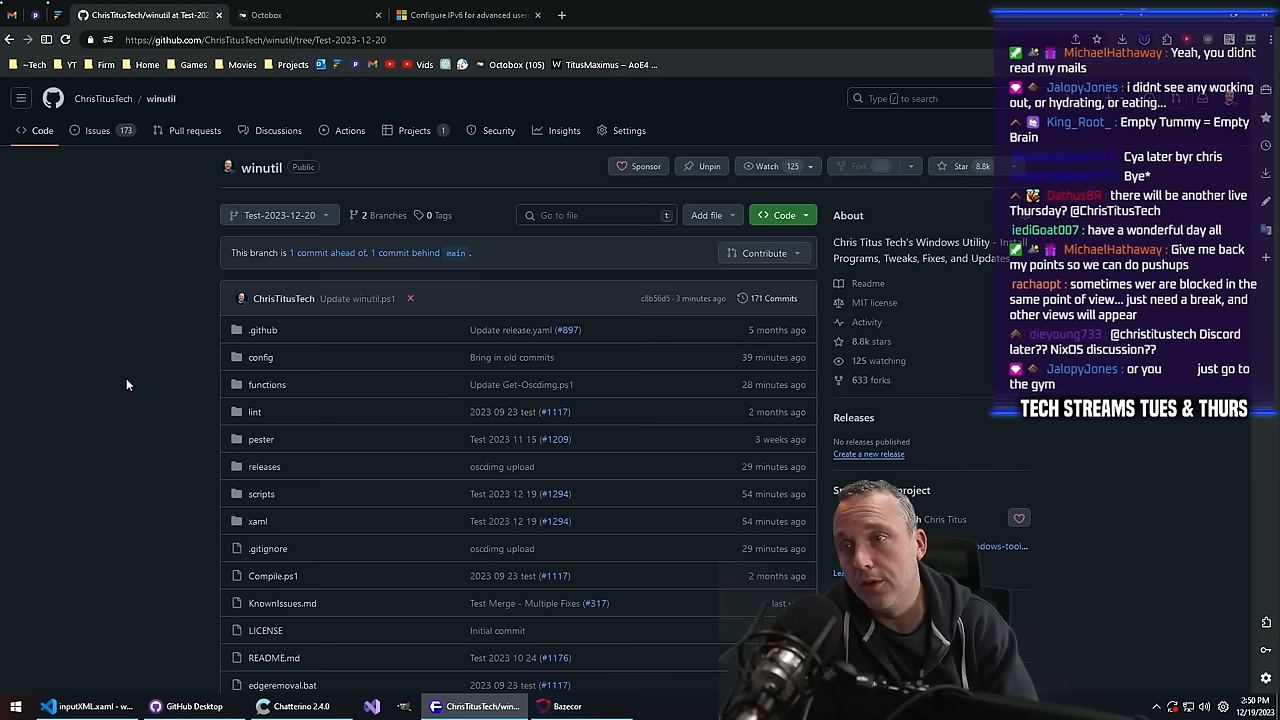 ChrisTitusTech/winutil at Test-2023
Octobox
Configure IPv6 for advanced user
https://github.com/ChrisTitusTech/winutil/tree/Test-2023-12-20
~Tech
YT
Firm
Home
Games
Movies
Projects
Vids
Octobox (105)
TitusMaximus – AoE4 ...
ChrisTitusTech / winutil
Type / to search
Code
Issues 173
Pull requests
Discussions
Actions
Projects 1
Security
Insights
Settings
winutil Public
Sponsor
Unpin
Watch 125
Fork
Star 8.8k
Test-2023-12-20
2 Branches
0 Tags
Go to file t
Add file
Code
This branch is 1 commit ahead of, 1 commit behind main .
Contribute
ChrisTitusTech Update winutil.ps1
c8b56d5 · 3 minutes ago
171 Commits
.github Update release.yaml (#897) 5 months ago
config Bring in old commits 39 minutes ago
functions Update Get-Oscdimg.ps1 28 minutes ago
lint 2023 09 23 test (#1117) 2 months ago
pester Test 2023 11 15 (#1209) 3 weeks ago
releases oscdimg upload 29 minutes ago
scripts Test 2023 12 19 (#1294) 54 minutes ago
xaml Test 2023 12 19 (#1294) 54 minutes ago
.gitignore oscdimg upload 29 minutes ago
Compile.ps1 2023 09 23 test (#1117) 2 months ago
KnownIssues.md Test Merge - Multiple Fixes (#317) last
LICENSE Initial commit
README.md Test 2023 10 24 (#1176)
edgeremoval.bat 2023 09 23 test (#1117)
About
Chris Titus Tech's Windows Utility - Install
Programs, Tweaks, Fixes, and Updates
Readme
MIT license
Activity
8.8k stars
125 watching
633 forks
Releases
No releases published
Create a new release
project
Chris Titus
ndows-tool...
MichaelHathaway : Yeah, you didnt
read my mails
JalopyJones : i didnt see any working
out, or hydrating, or eating...
King_Root_ : Empty Tummy = Empty
Brain
Cya later byr chris
Bye*
DathusBR : there will be another live
Thursday? @ChrisTitusTech
iediGoat007 : have a wonderful day all
MichaelHathaway : Give me back
my points so we can do pushups
rachaopt : sometimes wer are blocked in the
same point of view... just need a break, and
other views will appear
dieyoung733 : @christitustech Discord
later?? NixOS discussion??
JalopyJones : or you just go to
the gym
TECH STREAMS TUES & THURS
inputXML.xaml - w...
GitHub Desktop
Chatterino 2.4.0
ChrisTitusTech/win...
Bazecor
2:50 PM
12/19/2023